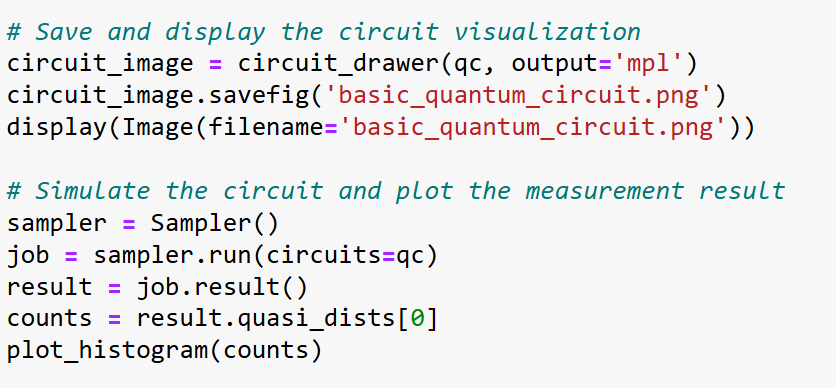 # Save and display the circuit visualization
circuit_image = circuit_drawer(qc, output='mpl')
circuit_image.savefig('basic_quantum_circuit.png')
display(Image(filename='basic_quantum_circuit.png'))
# Simulate the circuit and plot the measurement result
sampler = Sampler()
job = sampler.run(circuits=qc)
result = job.result()
counts = result.quasi_dists[0]
plot_histogram(counts)